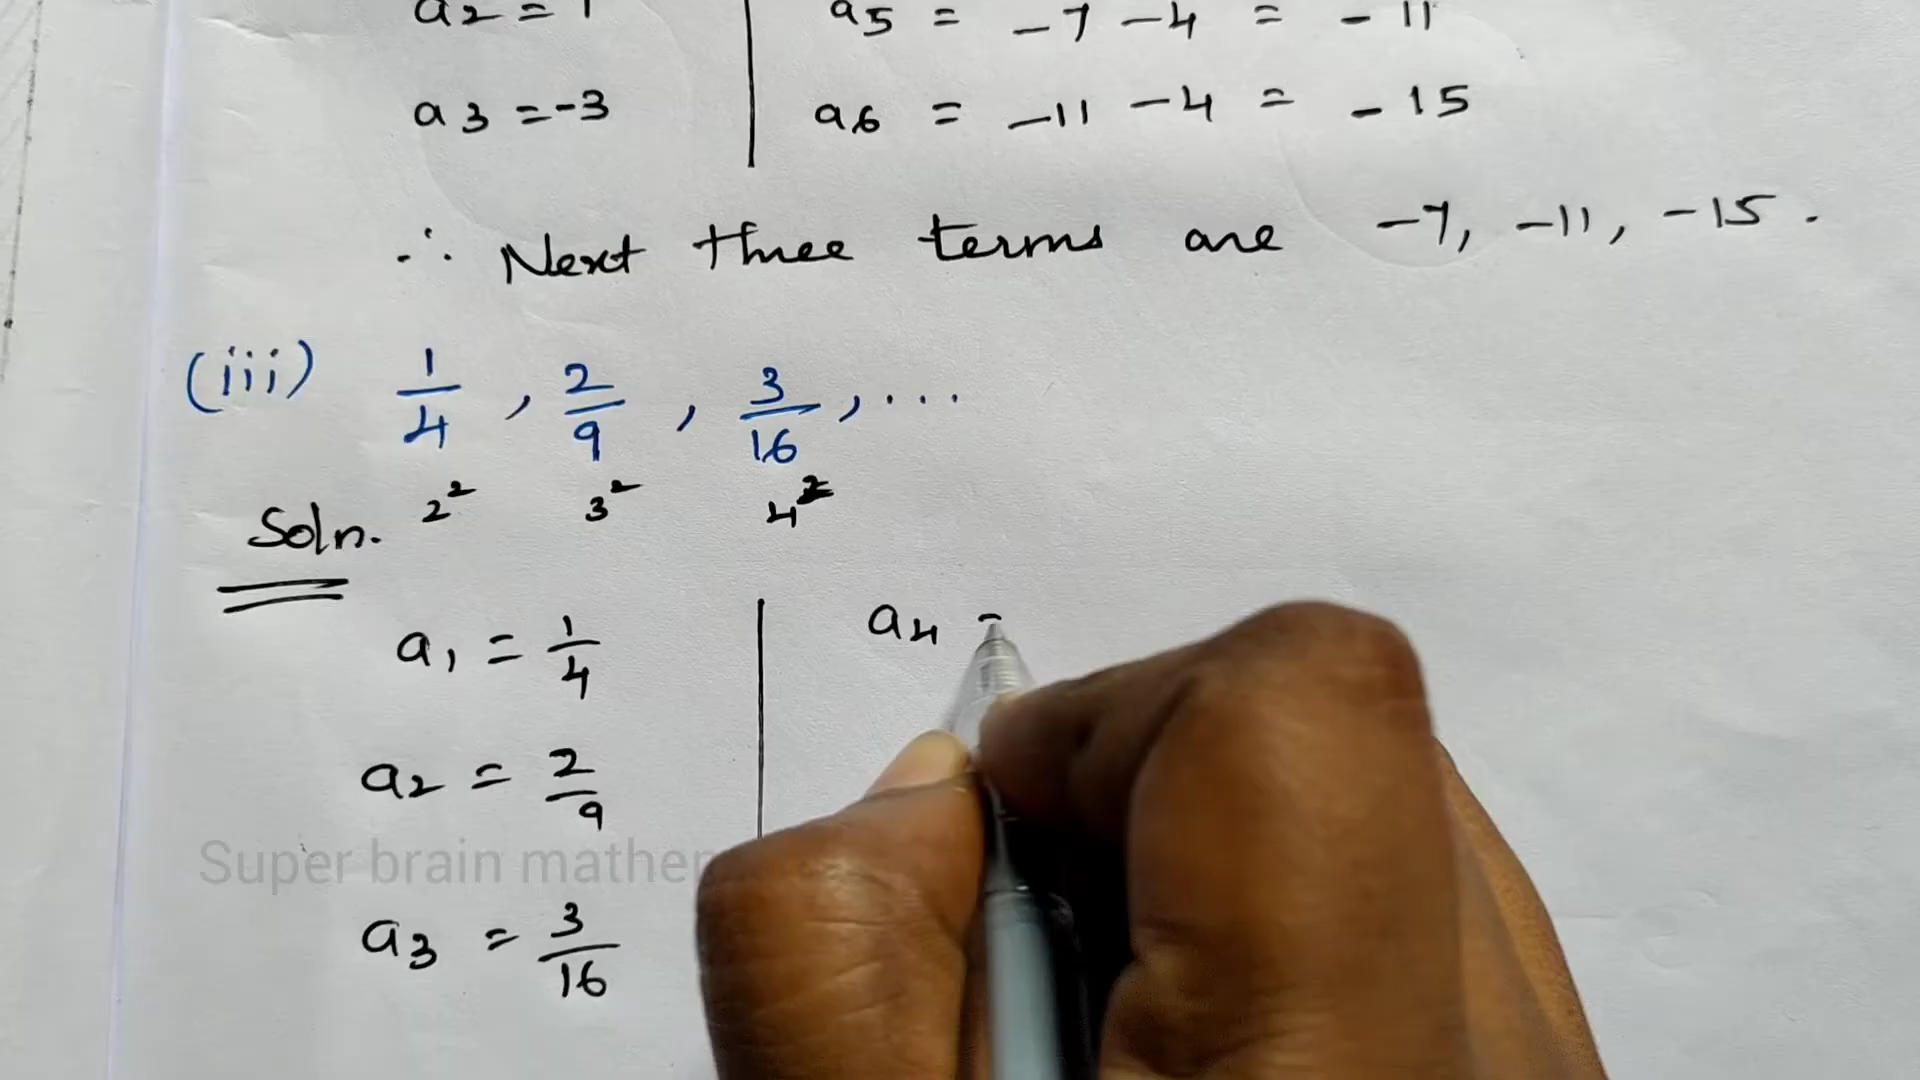 a2 = 1 a5 = -7 - 4 = -11
a3 = -3 a6 = -11 - 4 = -15
∴ Next three terms are -7, -11, -15.
(iii) 1/4, 2/9, 3/16, ...
2² 3² 4²
Soln.
a1 = 1/4 a4 =
a2 = 2/9
Super brain
a3 = 3/16